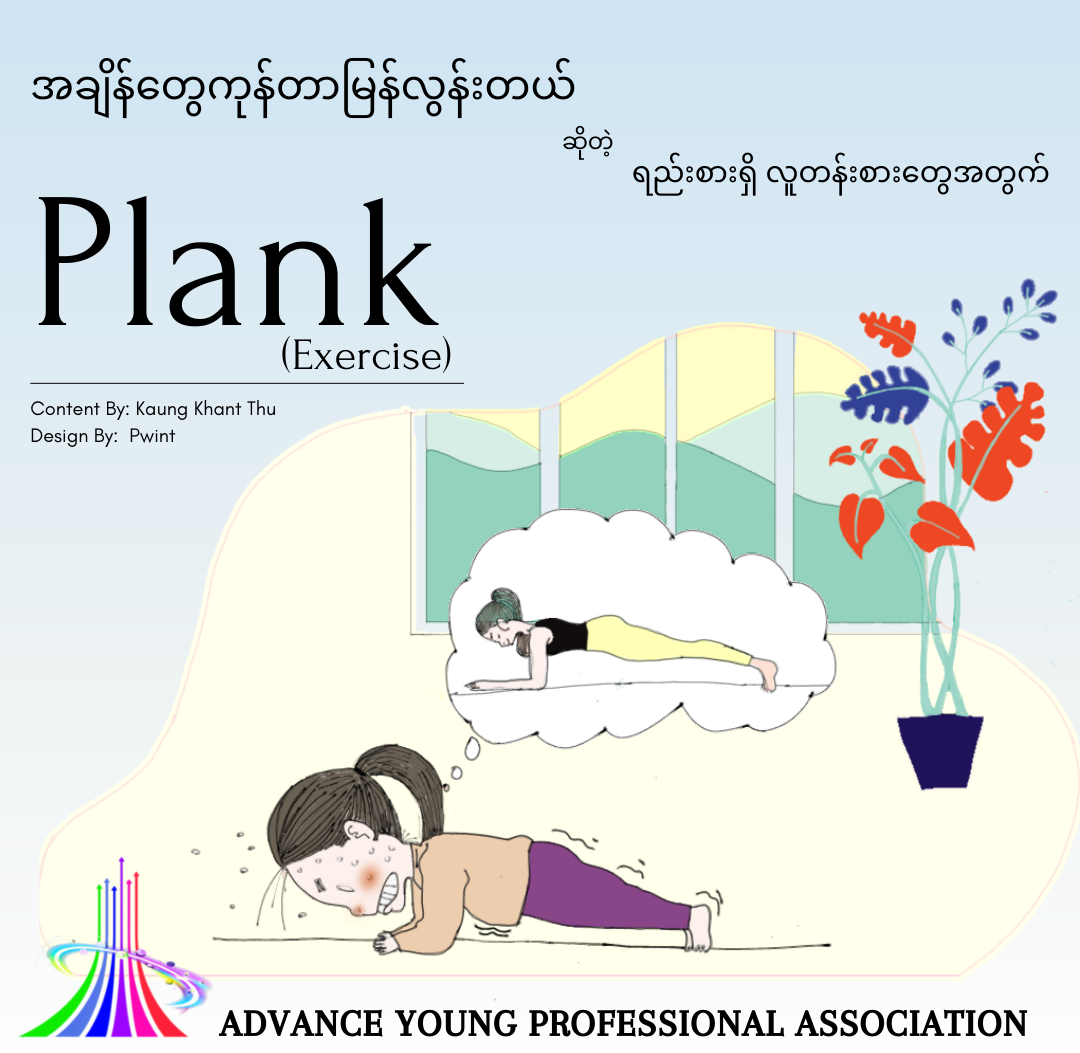 အချိန်တွေကုန်တာမြန်လွန်းတယ်
ဆိုတဲ့
ရည်းစားရှိ လူတန်းစားတွေအတွက်
Plank
(Exercise)
Content By: Kaung Khant Thu
Design By: Pwint
ADVANCE YOUNG PROFESSIONAL ASSOCIATION